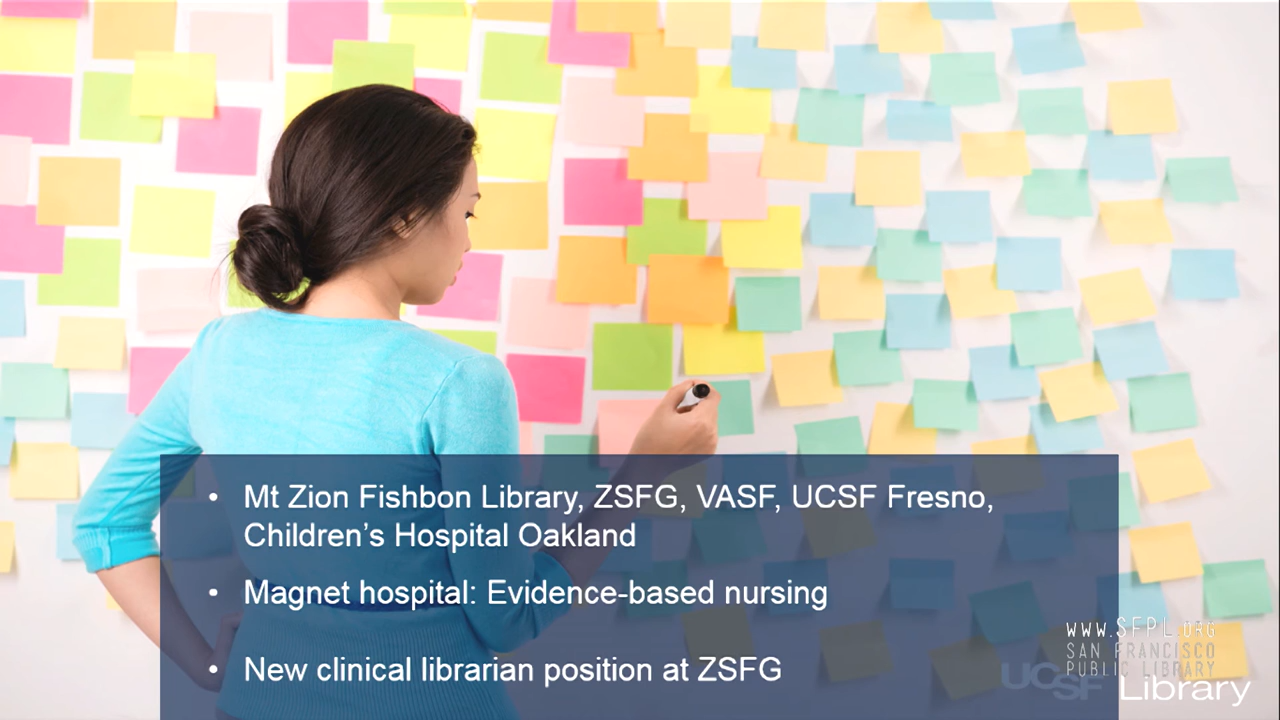 • Mt Zion Fishbon Library, ZSFG, VASF, UCSF Fresno,
Children's Hospital Oakland
• Magnet hospital: Evidence-based nursing
• New clinical librarian position at ZSFG
WWW.SFPL.ORG
SAN FRANCISCO
PUBLIC LIBRARY
UCSF Library